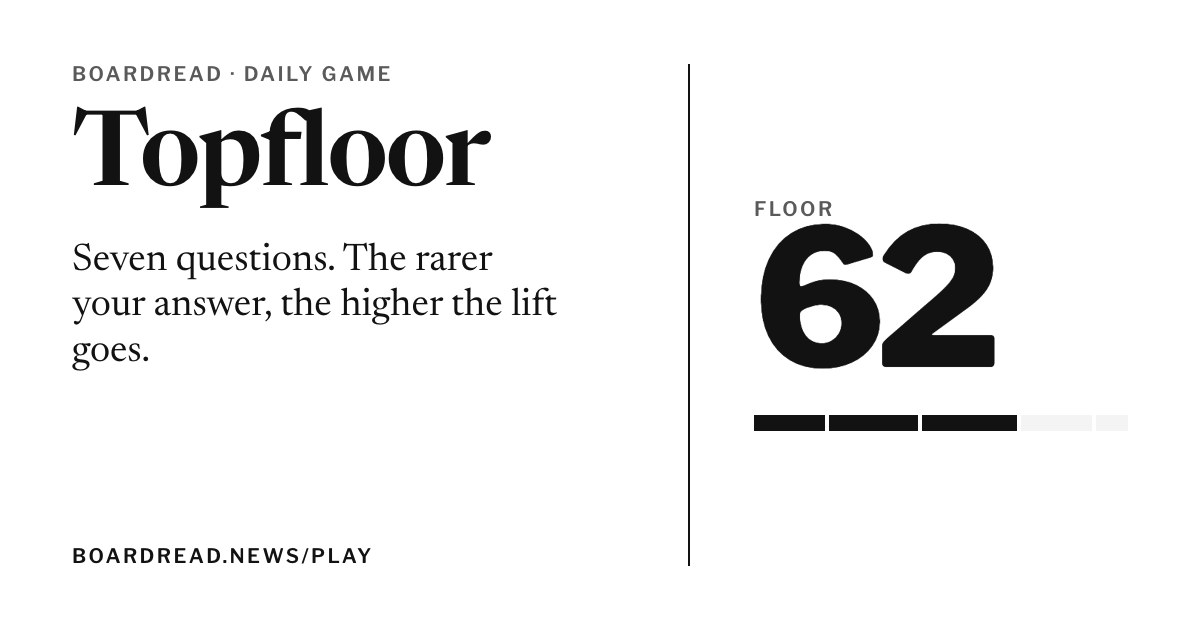 BOARDREAD · DAILY GAME
Topfloor
Seven questions. The rarer
your answer, the higher the lift
goes.
BOARDREAD.NEWS/PLAY
FLOOR
62